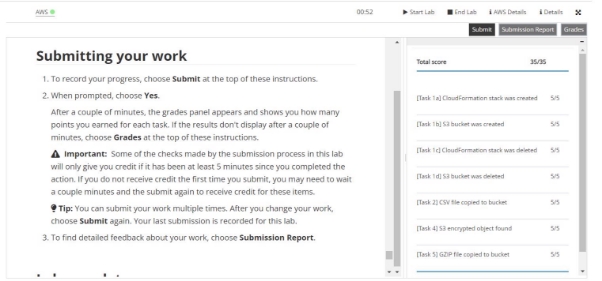 AWS
00:52
Start Lab
End Lab
AWS Details
Details
Submit
Submission Report
Grades
Submitting your work
1. To record your progress, choose Submit at the top of these instructions.
2. When prompted, choose Yes.
After a couple of minutes, the grades panel appears and shows you how many
points you earned for each task. If the results don't display after a couple of
minutes, choose Grades at the top of these instructions.
Important: Some of the checks made by the submission process in this lab
will only give you credit if it has been at least 5 minutes since you completed the
action. If you do not receive credit the first time you submit, you may need to wait
a couple minutes and the submit again to receive credit for these items.
Tip: You can submit your work multiple times. After you change your work,
choose Submit again. Your last submission is recorded for this lab.
3. To find detailed feedback about your work, choose Submission Report.
Total score 35/35
[Task 1a] CloudFormation stack was created 5/5
[Task 1b] S3 bucket was created 5/5
[Task 1c] CloudFormation stack was deleted 5/5
[Task 1d] S3 bucket was deleted 5/5
[Task 2] CSV file copied to bucket 5/5
[Task 4] S3 encrypted object found 5/5
[Task 5] GZIP file copied to bucket 5/5